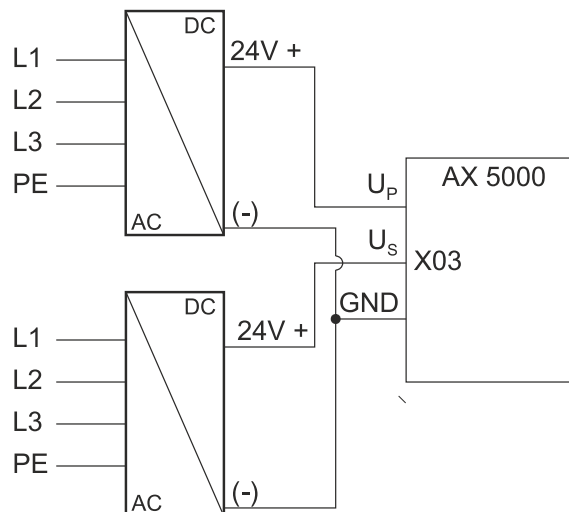 DC
24V +
L1
L2
L3
PE
AC
(-)
U_P
AX 5000
U_S
X03
GND
DC
24V +
L1
L2
L3
PE
AC
(-)